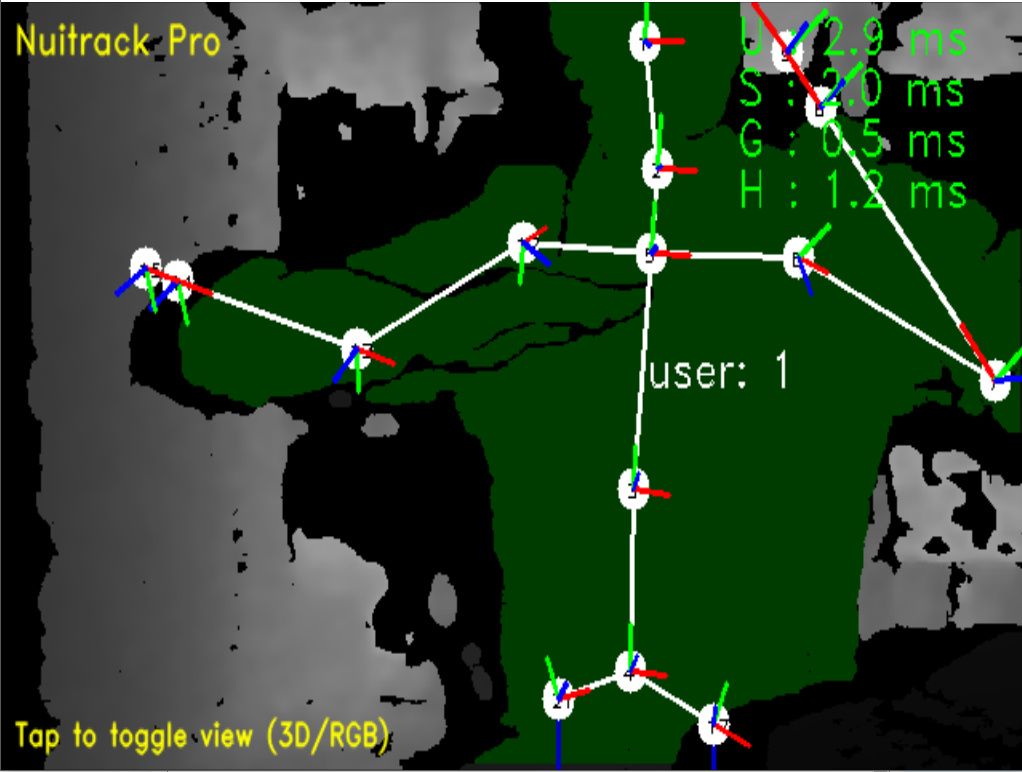 Nuitrack Pro
U : 2.9 ms
S : 2.0 ms
G : 0.5 ms
H : 1.2 ms
user: 1
Tap to toggle view (3D/RGB)